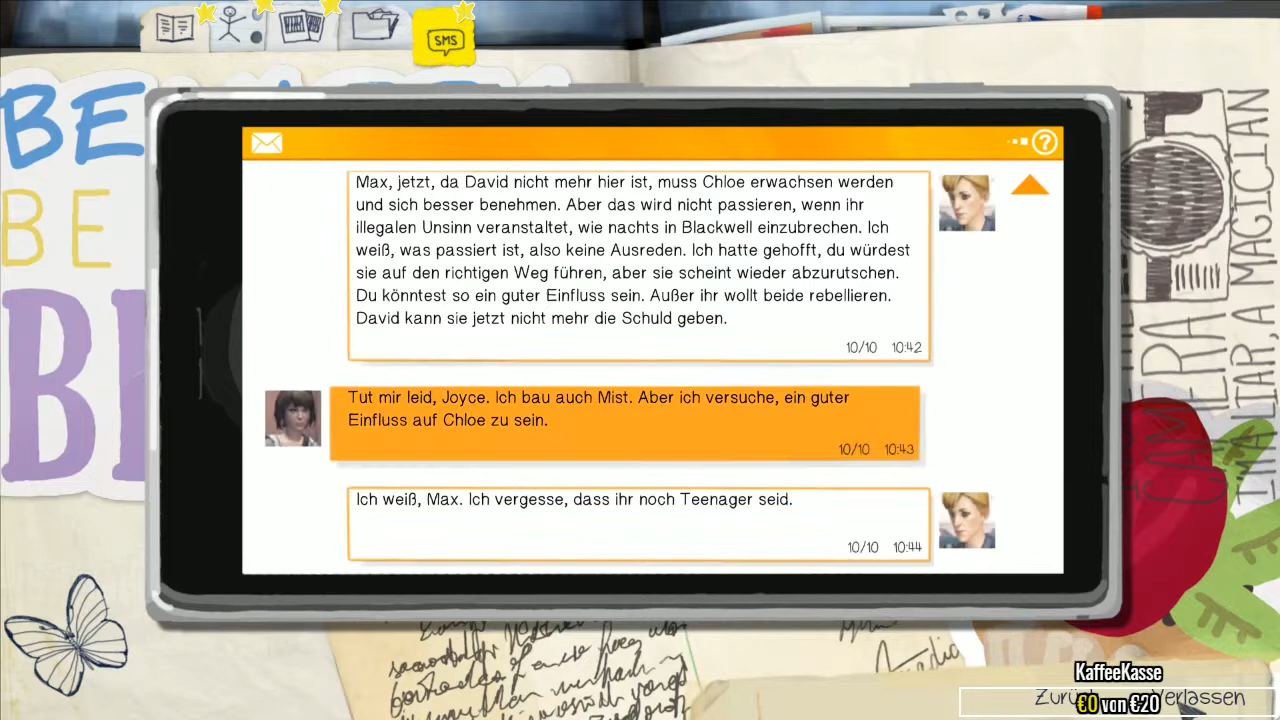 SMS
BE
BE
Max, jetzt, da David nicht mehr hier ist, muss Chloe erwachsen werden
und sich besser benehmen. Aber das wird nicht passieren, wenn ihr
illegalen Unsinn veranstaltet, wie nachts in Blackwell einzubrechen. Ich
weiß, was passiert ist, also keine Ausreden. Ich hatte gehofft, du würdest
sie auf den richtigen Weg führen, aber sie scheint wieder abzurutschen.
Du könntest so ein guter Einfluss sein. Außer ihr wollt beide rebellieren.
David kann sie jetzt nicht mehr die Schuld geben.
10/10 10:42
Tut mir leid, Joyce. Ich bau auch Mist. Aber ich versuche, ein guter
Einfluss auf Chloe zu sein.
10/10 10:43
Ich weiß, Max. Ich vergesse, dass ihr noch Teenager seid.
10/10 10:44
A MAGICIAN
KaffeeKasse
€0 von €20
Zurück Verlassen